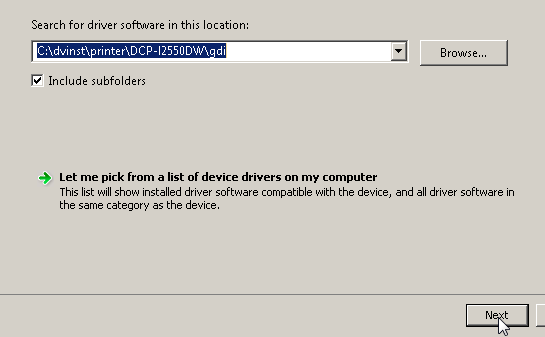 Search for driver software in this location:
C:\dvinst\printer\DCP-l2550DW\gdi
Browse...
Include subfolders
Let me pick from a list of device drivers on my computer
This list will show installed driver software compatible with the device, and all driver software in
the same category as the device.
Next